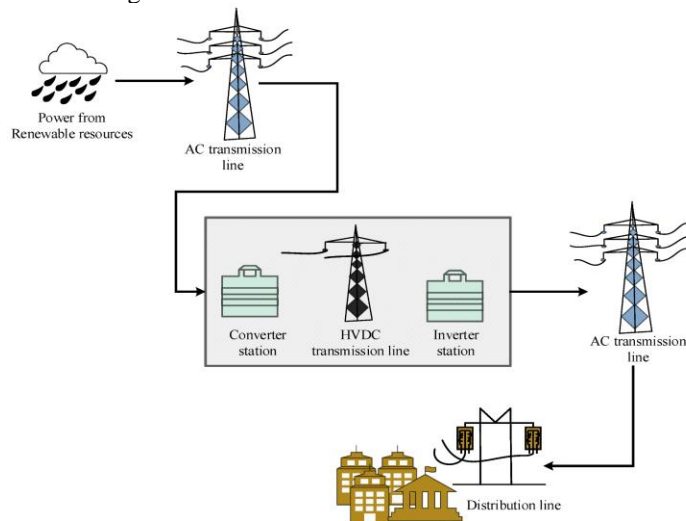 Power from
Renewable resources
AC transmission
line
Converter
station
HVDC
transmission line
Inverter
station
AC transmission
line
Distribution line